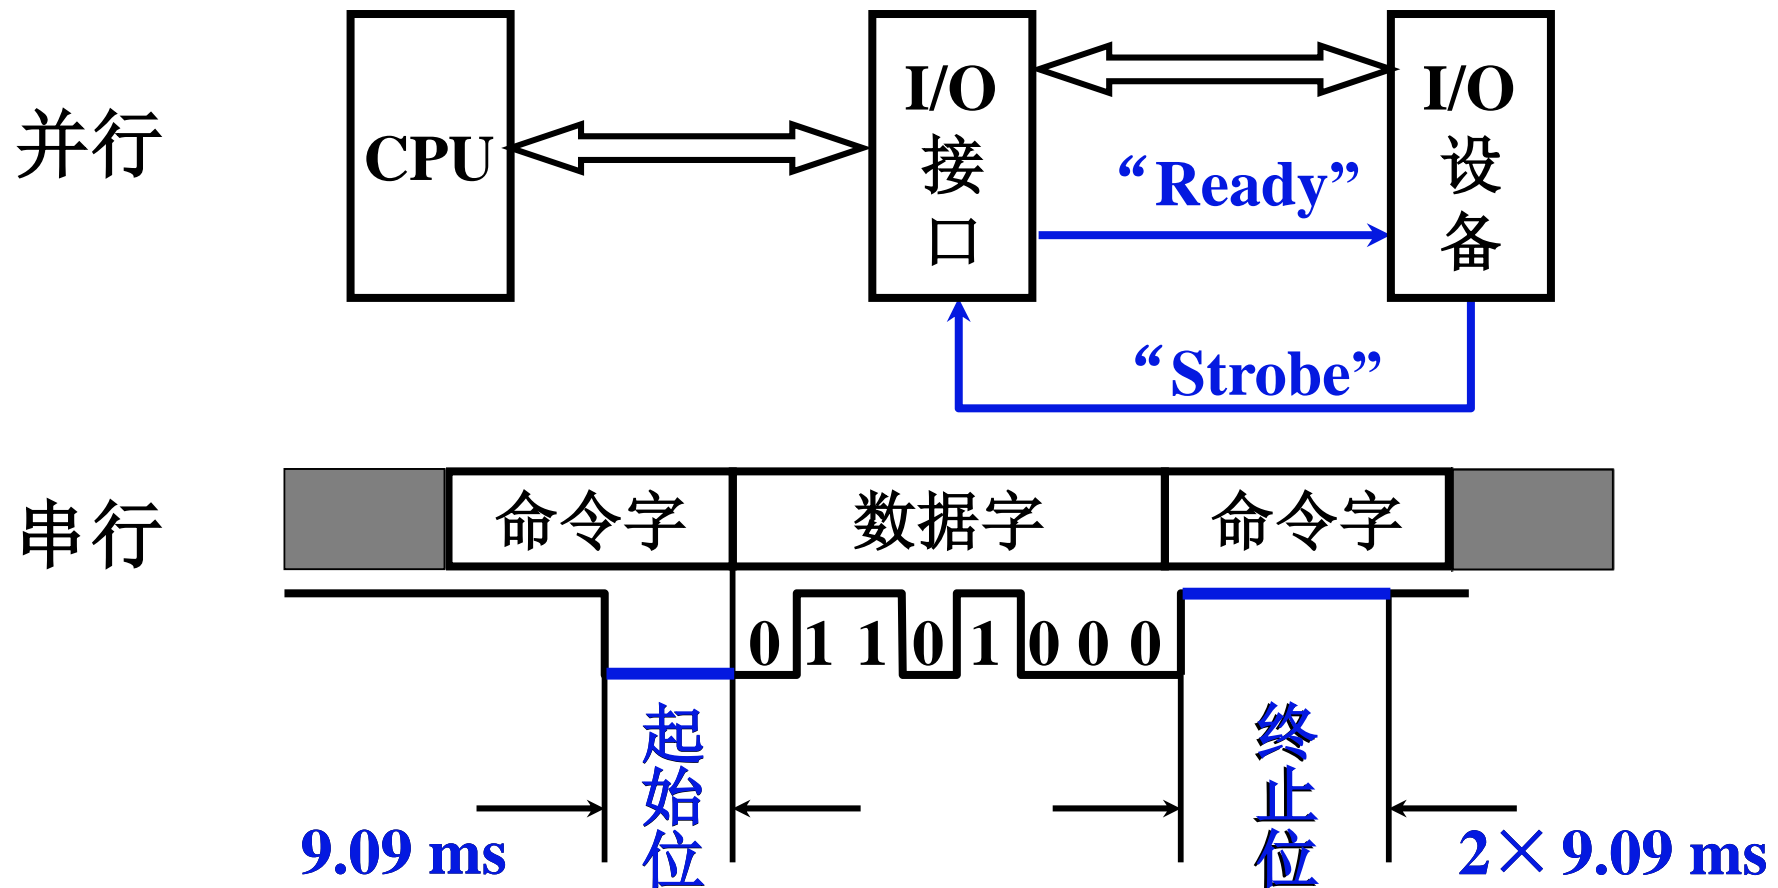 并行
CPU
I/O
接
口
I/O
设
备
“Ready”
“Strobe”
串行
命令字
数据字
命令字
0 1 1 0 1 0 0 0
起
始
位
终
止
位
9.09 ms
2× 9.09 ms